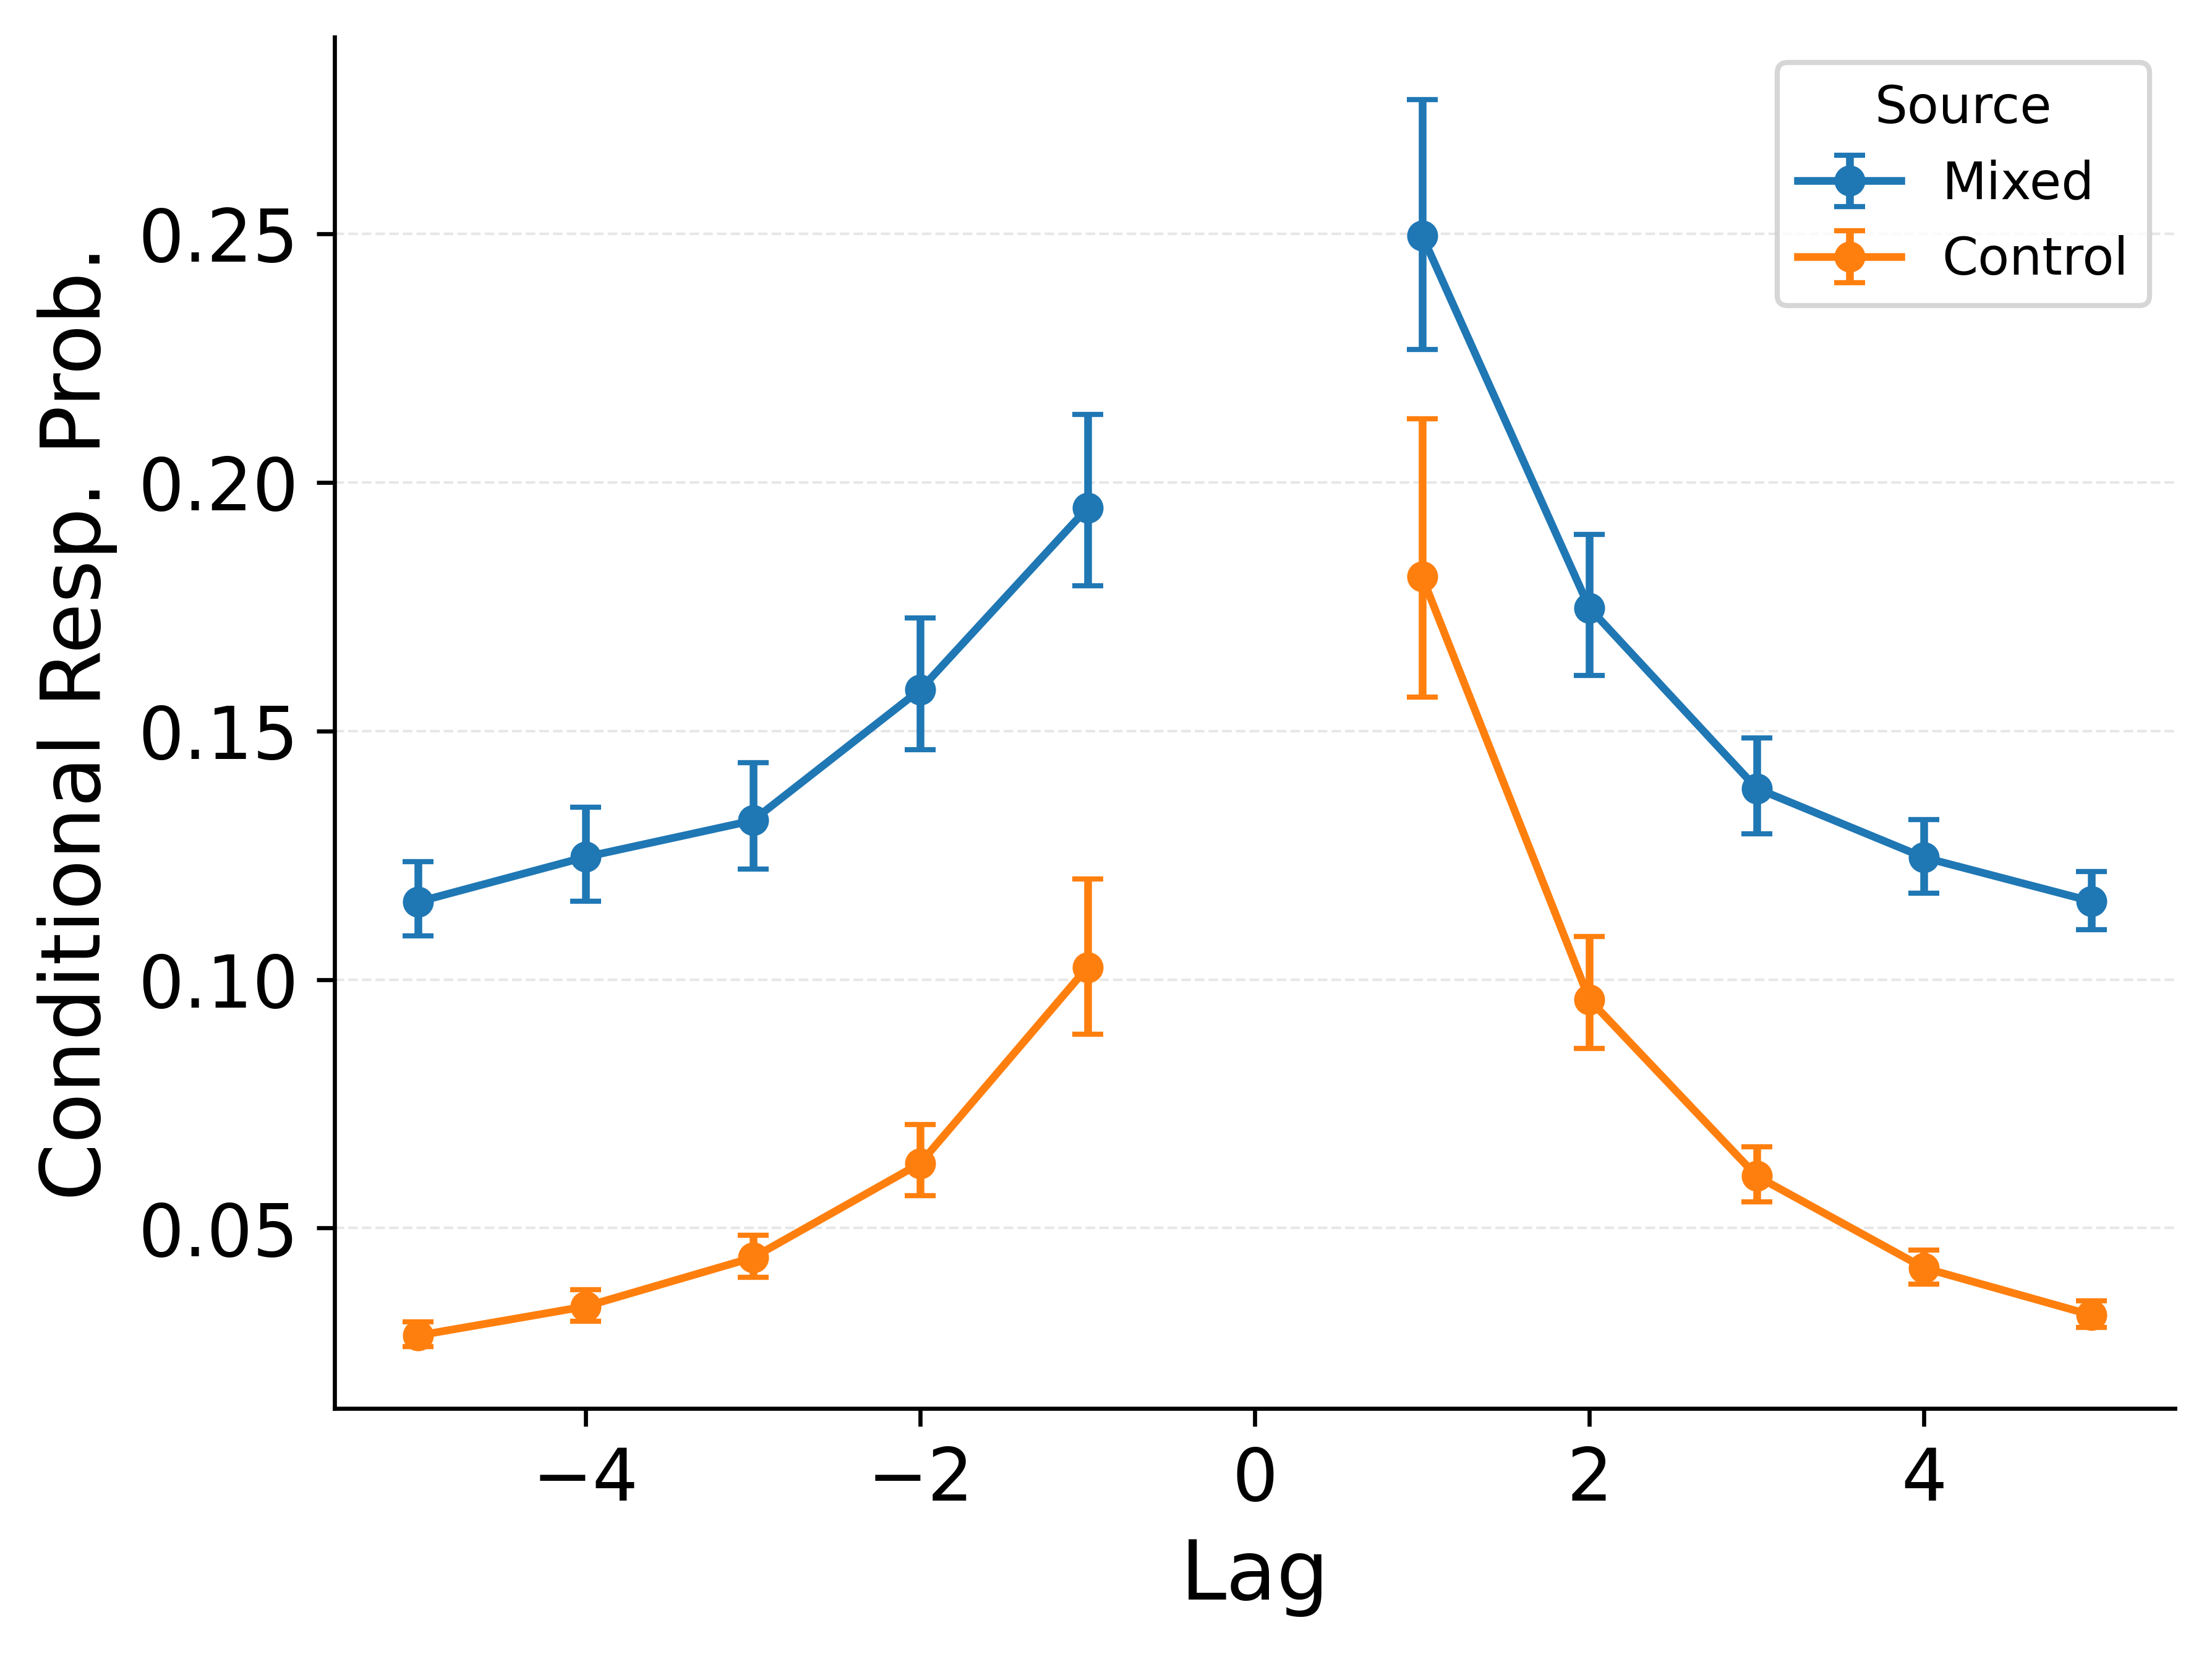 Source
Mixed
Control
Conditional Resp. Prob.
0.25
0.20
0.15
0.10
0.05
−4 −2 0 2 4
Lag